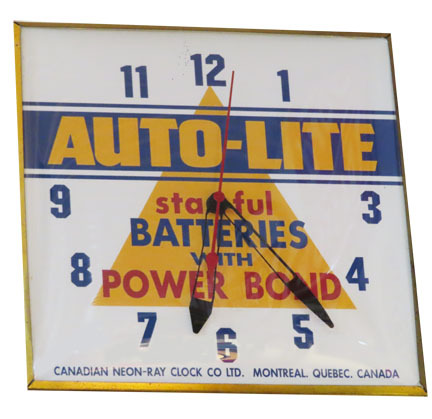 12
11 1
AUTO-LITE
9 3
BATTERIES
8 WITH 4
POWER BOND
7 5
6
CANADIAN NEON-RAY CLOCK CO LTD. MONTREAL. QUEBEC. CANADA